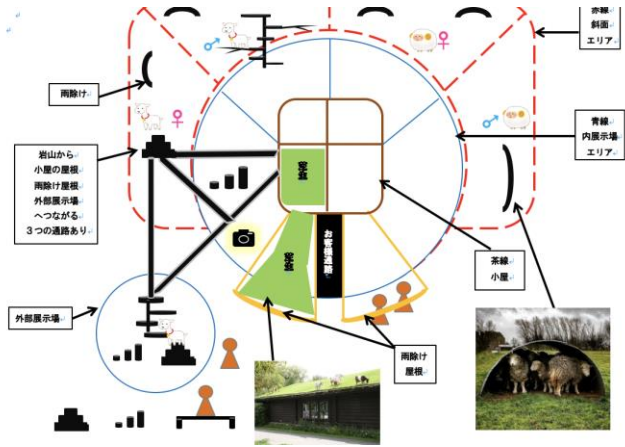 赤線
斜面
エリア
雨除け
岩山から
小屋の屋根
雨除け屋根
外部展示場
へつながる
3つの通路あり
青線
内展示場
エリア
お客様通路
茶線
小屋
外部展示場
雨除け
屋根